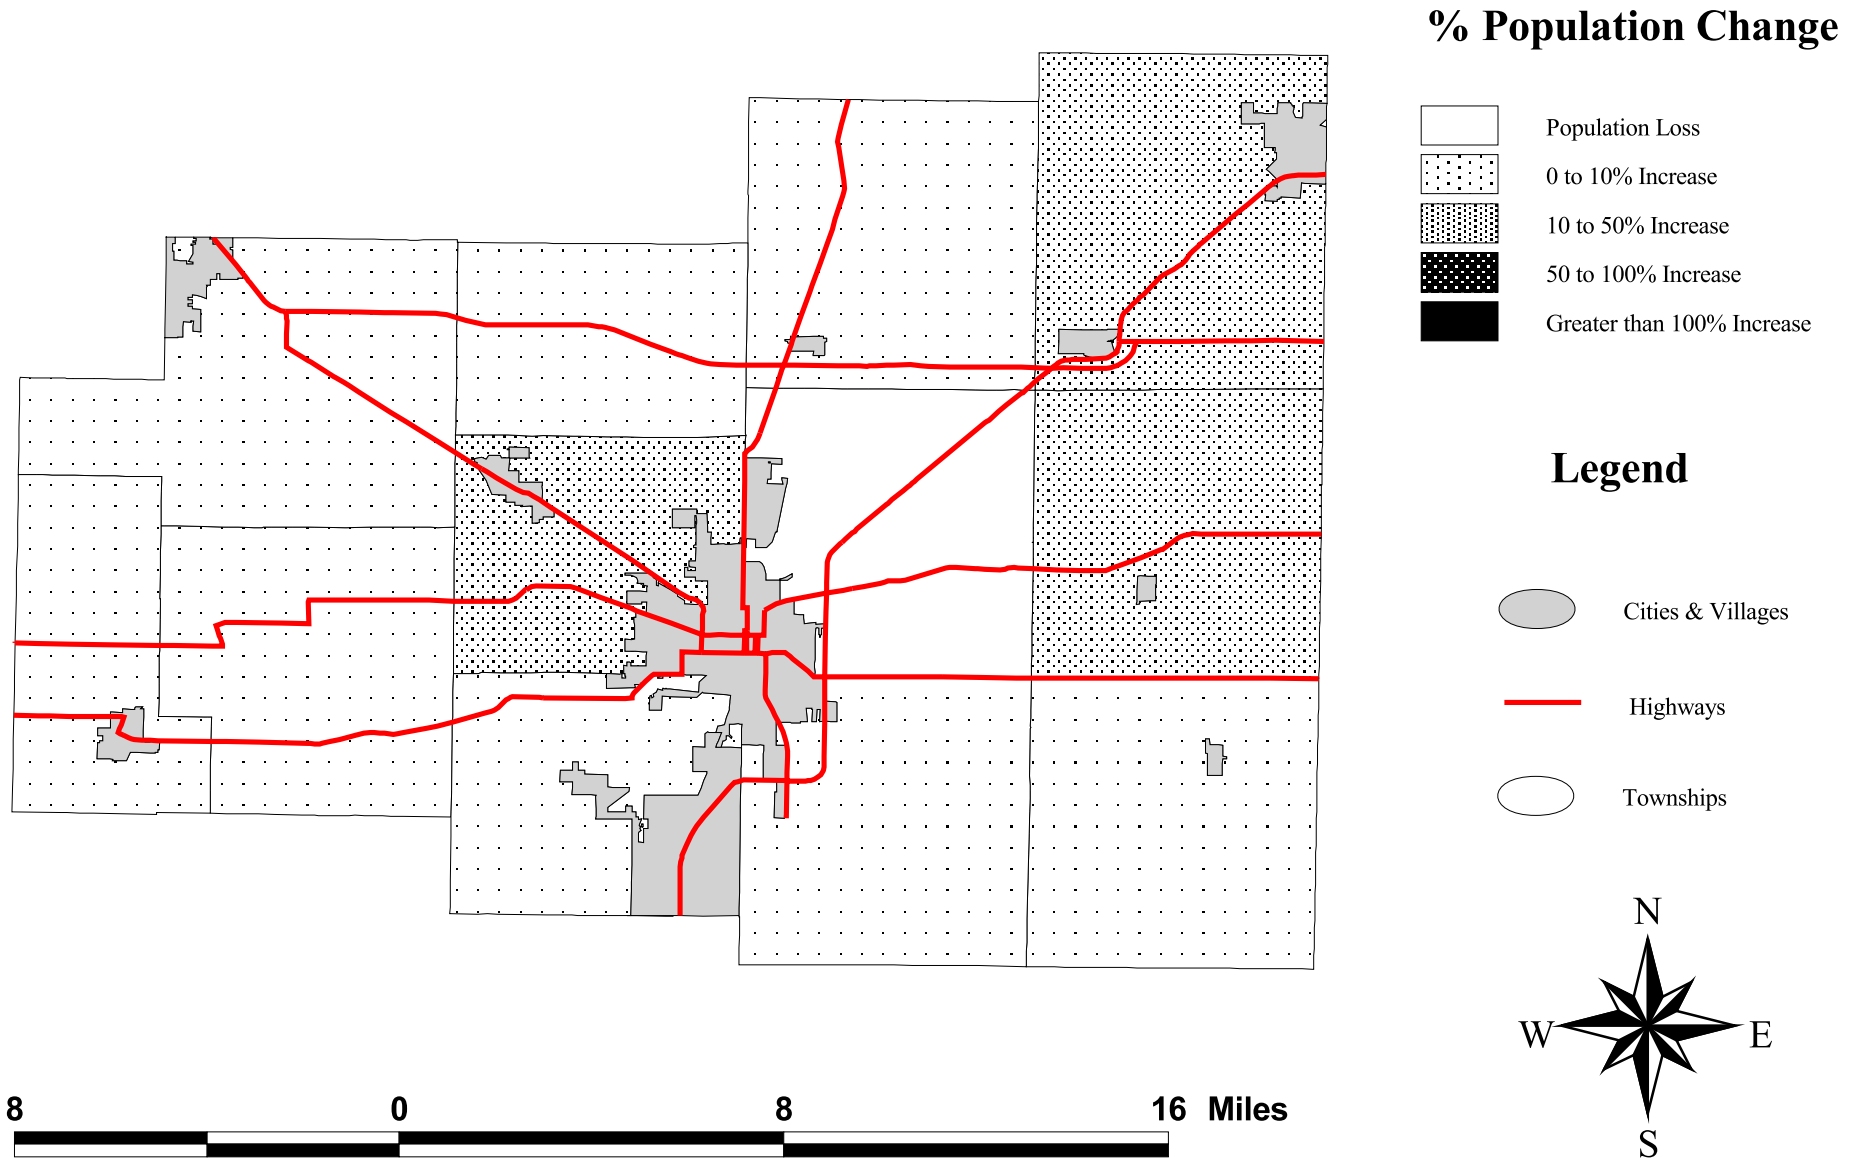 % Population Change
Population Loss
0 to 10% Increase
10 to 50% Increase
50 to 100% Increase
Greater than 100% Increase
Legend
Cities & Villages
Highways
Townships
N
W E
S
8 0 8 16 Miles